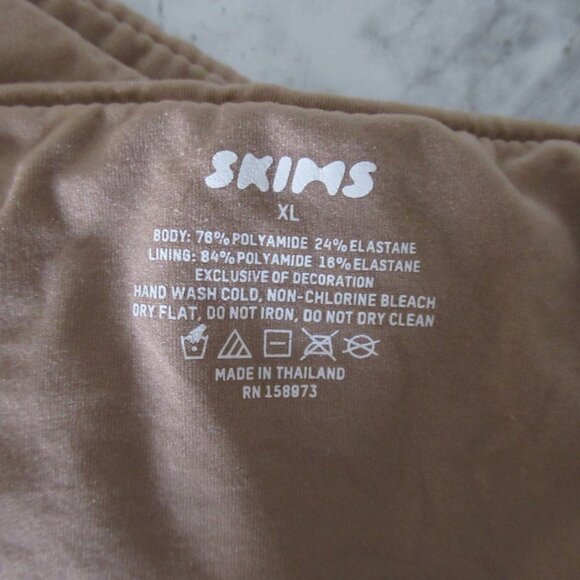 SKIMS
XL
BODY: 76% POLYAMIDE 24% ELASTANE
LINING: 84% POLYAMIDE 16% ELASTANE
EXCLUSIVE OF DECORATION
HAND WASH COLD, NON-CHLORINE BLEACH
DRY FLAT, DO NOT IRON, DO NOT DRY CLEAN
MADE IN THAILAND
RN 158973